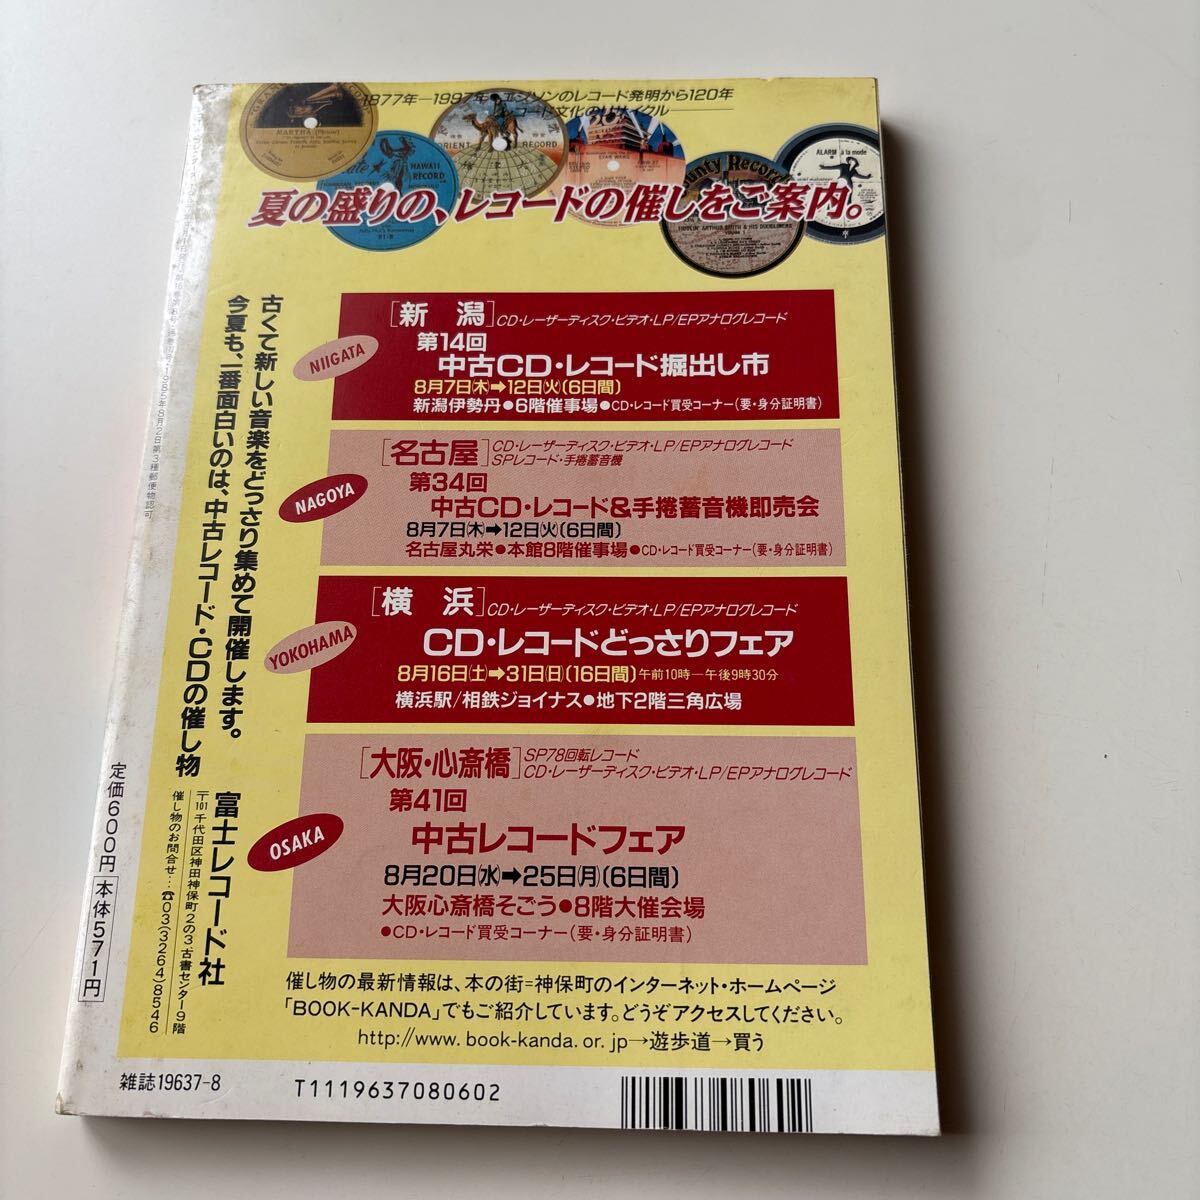 1877年—1997年・エジソンのレコード発明から120年
レコード文化のリサイクル
MARTHA
ORIENT RECORD
HAWAII
RECORD
STAR WARS
County Records
ALARM à la mode
夏の盛りの、レコードの催しをご案内。
古くて新しい音楽をどっさり集めて開催します。
今夏も、一番面白いのは、中古レコード・CDの催し物
NIIGATA
[新潟]CD・レーザーディスク・ビデオ・LP/EPアナログレコード
第14回
中古CD・レコード掘出し市
8月7日(木)➡12日(火)(6日間)
新潟伊勢丹●6階催事場●CD・レコード買受コーナー(要・身分証明書)
NAGOYA
[名古屋]CD・レーザーディスク・ビデオ・LP/EPアナログレコード
SPレコード・手捲蓄音機
第34回
中古CD・レコード&手捲蓄音機即売会
8月7日(木)➡12日(火)(6日間)
名古屋丸栄●本館8階催事場●CD・レコード買受コーナー(要・身分証明書)
YOKOHAMA
[横浜]CD・レーザーディスク・ビデオ・LP/EPアナログレコード
CD・レコードどっさりフェア
8月16日(土)➡31日(日)(16日間)午前10時—午後9時30分
横浜駅/相鉄ジョイナス●地下2階三角広場
OSAKA
[大阪・心斎橋]SP78回転レコード
CD・レーザーディスク・ビデオ・LP/EPアナログレコード
第41回
中古レコードフェア
8月20日(水)➡25日(月)(6日間)
大阪心斎橋そごう●8階大催会場
●CD・レコード買受コーナー(要・身分証明書)
富士レコード社
〒101 千代田区神田神保町2の3、古書センター9階
催し物のお問合せ…☎03(3264)8546
催し物の最新情報は、本の街=神保町のインターネット・ホームページ
「BOOK-KANDA」でもご紹介しています。どうぞアクセスしてください。
http://www.book-kanda.or.jp→遊歩道→買う
1985年8月2日第3種郵便物認可
定価600円 本体571円
雑誌19637-8
T1119637080602